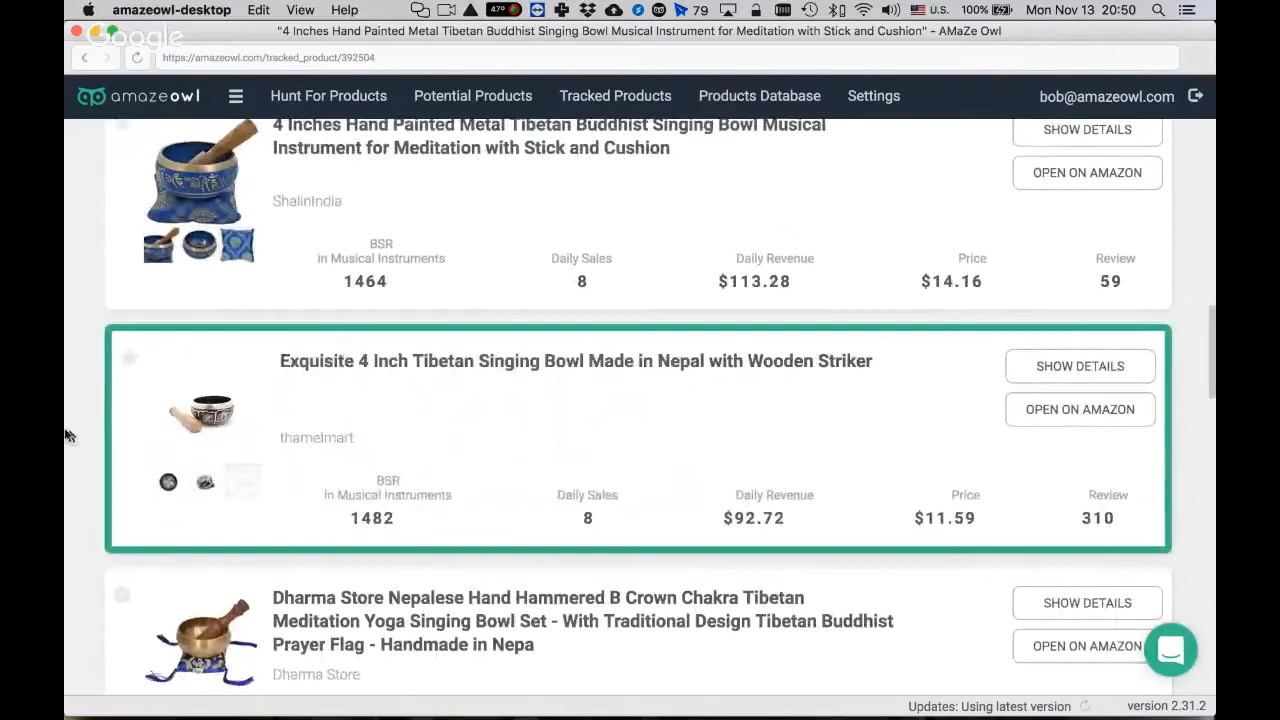 amazeowl-desktop Edit View Help 47° 79 U.S. 100% Mon Nov 13 20:50
"4 Inches Hand Painted Metal Tibetan Buddhist Singing Bowl Musical Instrument for Meditation with Stick and Cushion" - AMaZe Owl
Google
https://amazeowl.com/tracked_product/392504
amazeowl Hunt For Products Potential Products Tracked Products Products Database Settings bob@amazeowl.com
4 Inches Hand Painted Metal Tibetan Buddhist Singing Bowl Musical
Instrument for Meditation with Stick and Cushion
SHOW DETAILS
OPEN ON AMAZON
ShalinIndia
BSR
in Musical Instruments Daily Sales Daily Revenue Price Review
1464 8 $113.28 $14.16 59
Exquisite 4 Inch Tibetan Singing Bowl Made in Nepal with Wooden Striker
SHOW DETAILS
OPEN ON AMAZON
thamelmart
BSR
in Musical Instruments Daily Sales Daily Revenue Price Review
1482 8 $92.72 $11.59 310
Dharma Store Nepalese Hand Hammered B Crown Chakra Tibetan
Meditation Yoga Singing Bowl Set - With Traditional Design Tibetan Buddhist
Prayer Flag - Handmade in Nepa
SHOW DETAILS
OPEN ON AMAZON
Dharma Store
Updates: Using latest version version 2.31.2